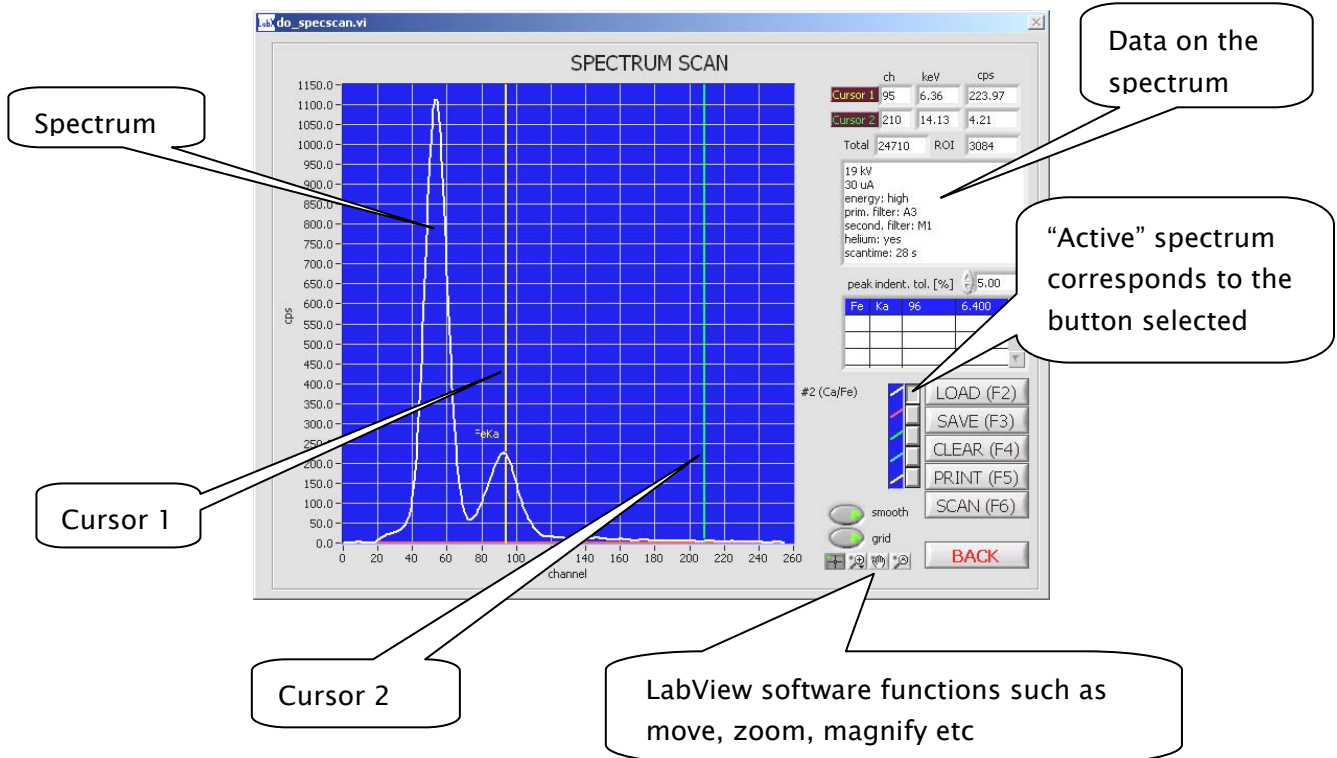 LabX do_specscan.vi
SPECTRUM SCAN
Spectrum
Data on the
spectrum
ch keV cps
Cursor 1 95 6.36 223.97
Cursor 2 210 14.13 4.21
Total 24710 ROI 3084
19 kV
30 uA
energy: high
prim. filter: A3
second. filter: M1
helium: yes
scantime: 28 s
"Active" spectrum
corresponds to the
button selected
peak indent. tol. [%] 5.00
Fe Ka 96 6.400
#2 (Ca/Fe)
LOAD (F2)
SAVE (F3)
CLEAR (F4)
PRINT (F5)
SCAN (F6)
smooth
grid
BACK
1150.0
1100.0
1050.0
1000.0
950.0
900.0
850.0
800.0
750.0
700.0
650.0
600.0
550.0
500.0
450.0
400.0
350.0
300.0
250.0
200.0
150.0
100.0
50.0
0.0
cps
FeKa
0 20 40 60 80 100 120 140 160 180 200 220 240 260
channel
Cursor 1
Cursor 2
LabView software functions such as
move, zoom, magnify etc